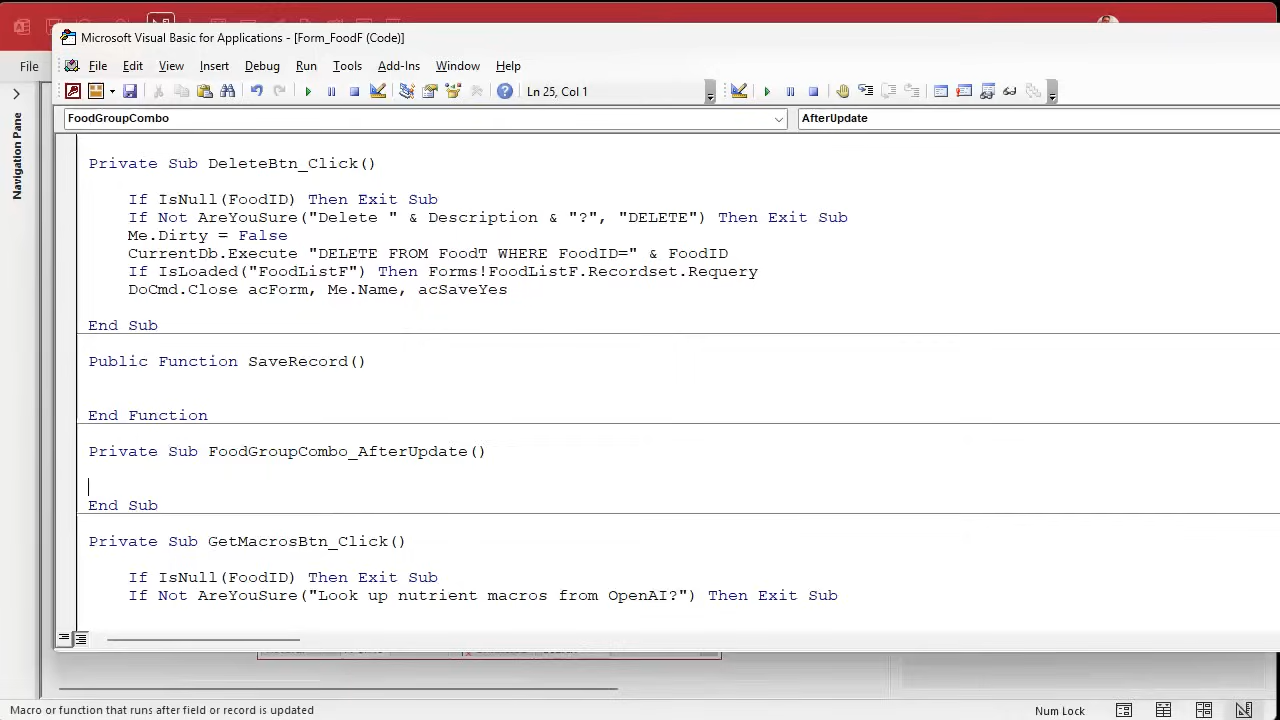 Microsoft Visual Basic for Applications - [Form_FoodF (Code)]
File
File Edit View Insert Debug Run Tools Add-Ins Window Help
Ln 25, Col 1
FoodGroupCombo
AfterUpdate
Navigation Pane
Private Sub DeleteBtn_Click()
If IsNull(FoodID) Then Exit Sub
If Not AreYouSure("Delete " & Description & "?", "DELETE") Then Exit Sub
Me.Dirty = False
CurrentDb.Execute "DELETE FROM FoodT WHERE FoodID=" & FoodID
If IsLoaded("FoodListF") Then Forms!FoodListF.Recordset.Requery
DoCmd.Close acForm, Me.Name, acSaveYes
End Sub
Public Function SaveRecord()
End Function
Private Sub FoodGroupCombo_AfterUpdate()
End Sub
Private Sub GetMacrosBtn_Click()
If IsNull(FoodID) Then Exit Sub
If Not AreYouSure("Look up nutrient macros from OpenAI?") Then Exit Sub
Macro or function that runs after field or record is updated
Num Lock